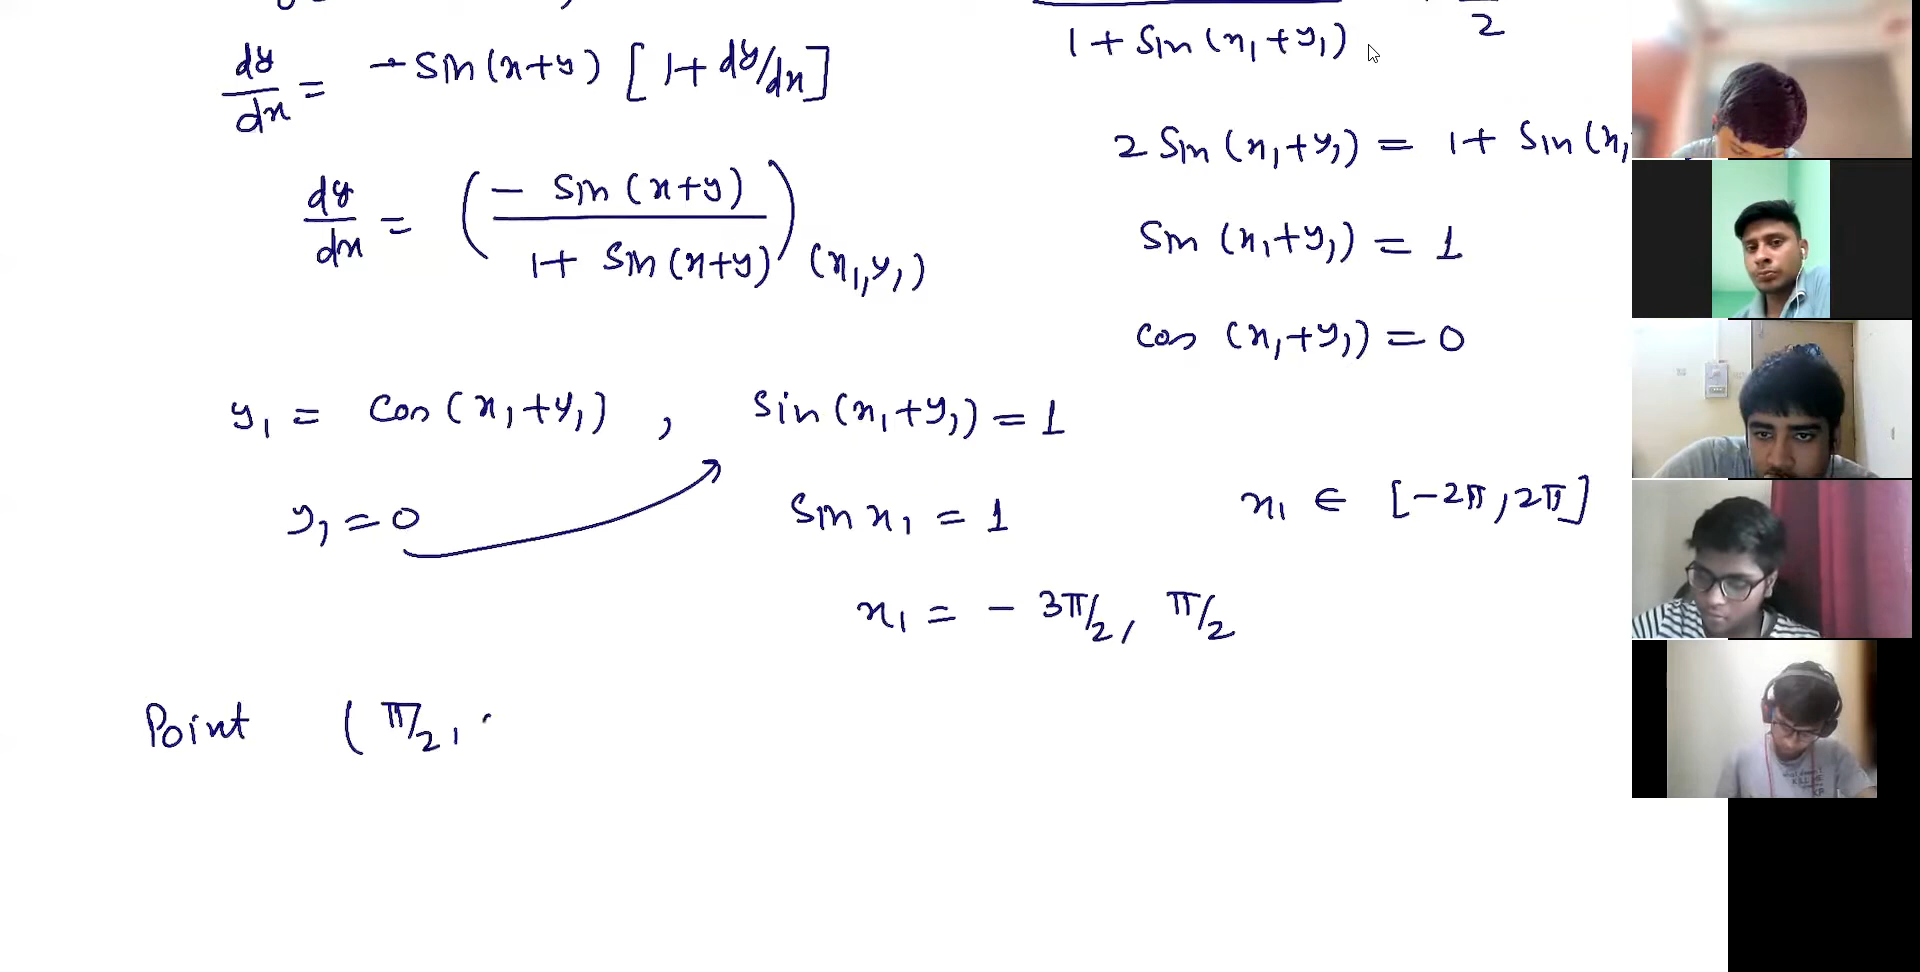 dy/dx = - sin(x+y) [1+ dy/dx]
dy/dx = (- sin(x+y) / 1+ sin(x+y)) (x₁,y₁)
y₁ = cos(x₁+y₁) , sin(x₁+y₁) = 1
y₁ = 0
sin x₁ = 1
x₁ = - 3π/2, π/2
Point ( π/2,
1 + sin(x₁+y₁)
2
2 sin(x₁+y₁) = 1+ sin(x₁
sin (x₁+y₁) = 1
cos (x₁+y₁) = 0
x₁ ∈ [-2π, 2π]